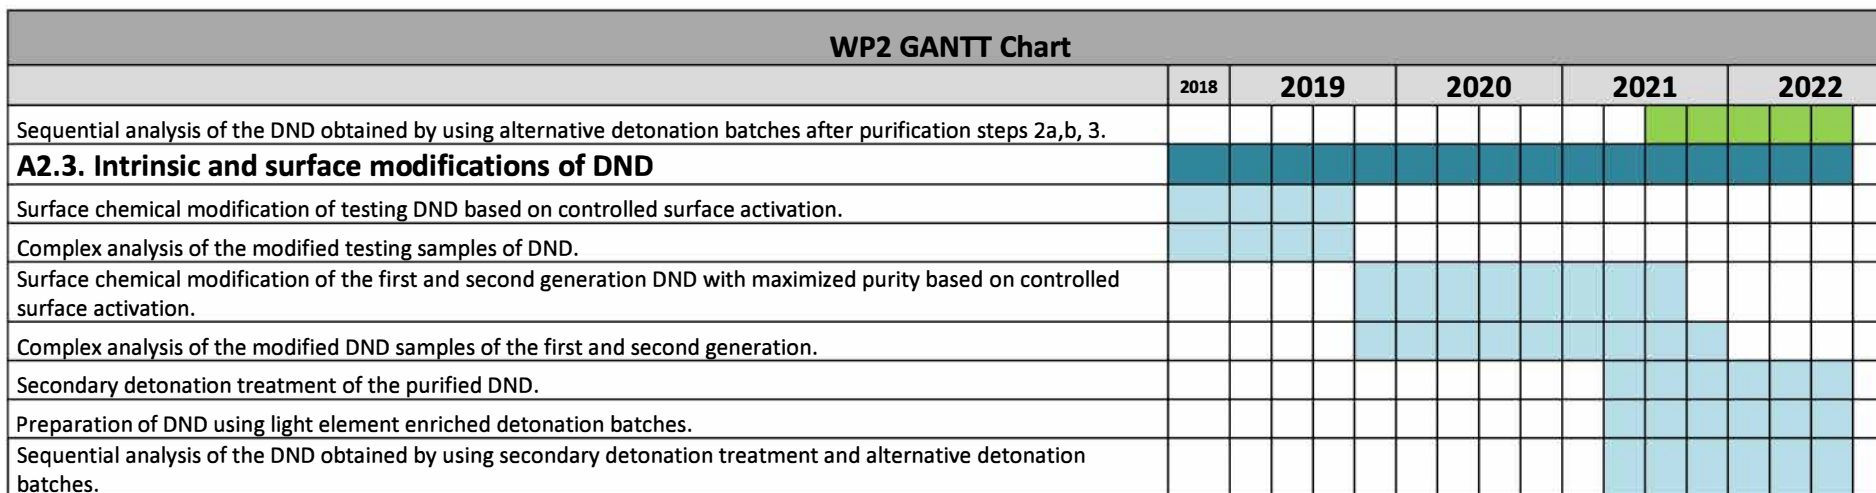 WP2 GANTT Chart
2018 2019 2020 2021 2022
Sequential analysis of the DND obtained by using alternative detonation batches after purification steps 2a,b, 3.
A2.3. Intrinsic and surface modifications of DND
Surface chemical modification of testing DND based on controlled surface activation.
Complex analysis of the modified testing samples of DND.
Surface chemical modification of the first and second generation DND with maximized purity based on controlled
surface activation.
Complex analysis of the modified DND samples of the first and second generation.
Secondary detonation treatment of the purified DND.
Preparation of DND using light element enriched detonation batches.
Sequential analysis of the DND obtained by using secondary detonation treatment and alternative detonation
batches.